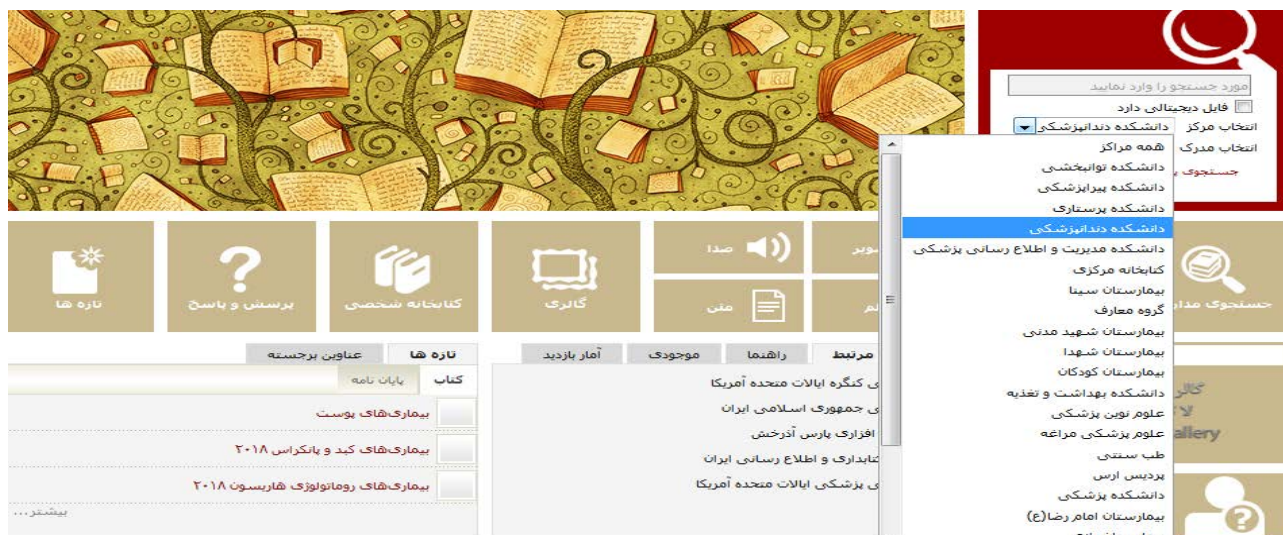 مورد جستجو را وارد نمایید
فایل دیجیتالی دارد
انتخاب مرکز
دانشکده دندانپزشکی
انتخاب مدرک
جستجوی
همه مراکز
دانشکده توانبخشی
دانشکده پیراپزشکی
دانشکده پرستاری
دانشکده دندانپزشکی
دانشکده مدیریت و اطلاع رسانی پزشکی
کتابخانه مرکزی
بیمارستان سینا
گروه معارف
بیمارستان شهید مدنی
بیمارستان شهدا
بیمارستان کودکان
دانشکده بهداشت و تغذیه
علوم نوین پزشکی
علوم پزشکی مراغه
طب سنتی
پردیس ارس
دانشکده پزشکی
بیمارستان امام رضا(ع)
جستجوی
صدا
متن
گالری
کتابخانه شخصی
پرسش و پاسخ
تازه ها
مرتبط
راهنما
موجودی
آمار بازدید
کنگره ایالات متحده آمریکا
جمهوری اسلامی ایران
افزاری پارس آذرخش
و اطلاع رسانی ایران
پزشکی ایالات متحده آمریکا
تازه ها
عناوین برجسته
کتاب
پایان نامه
بیماری‌های پوست
بیماری‌های کبد و پانکراس ۲۰۱۸
بیماری‌های روماتولوژی هاریسون ۲۰۱۸
بیشتر...